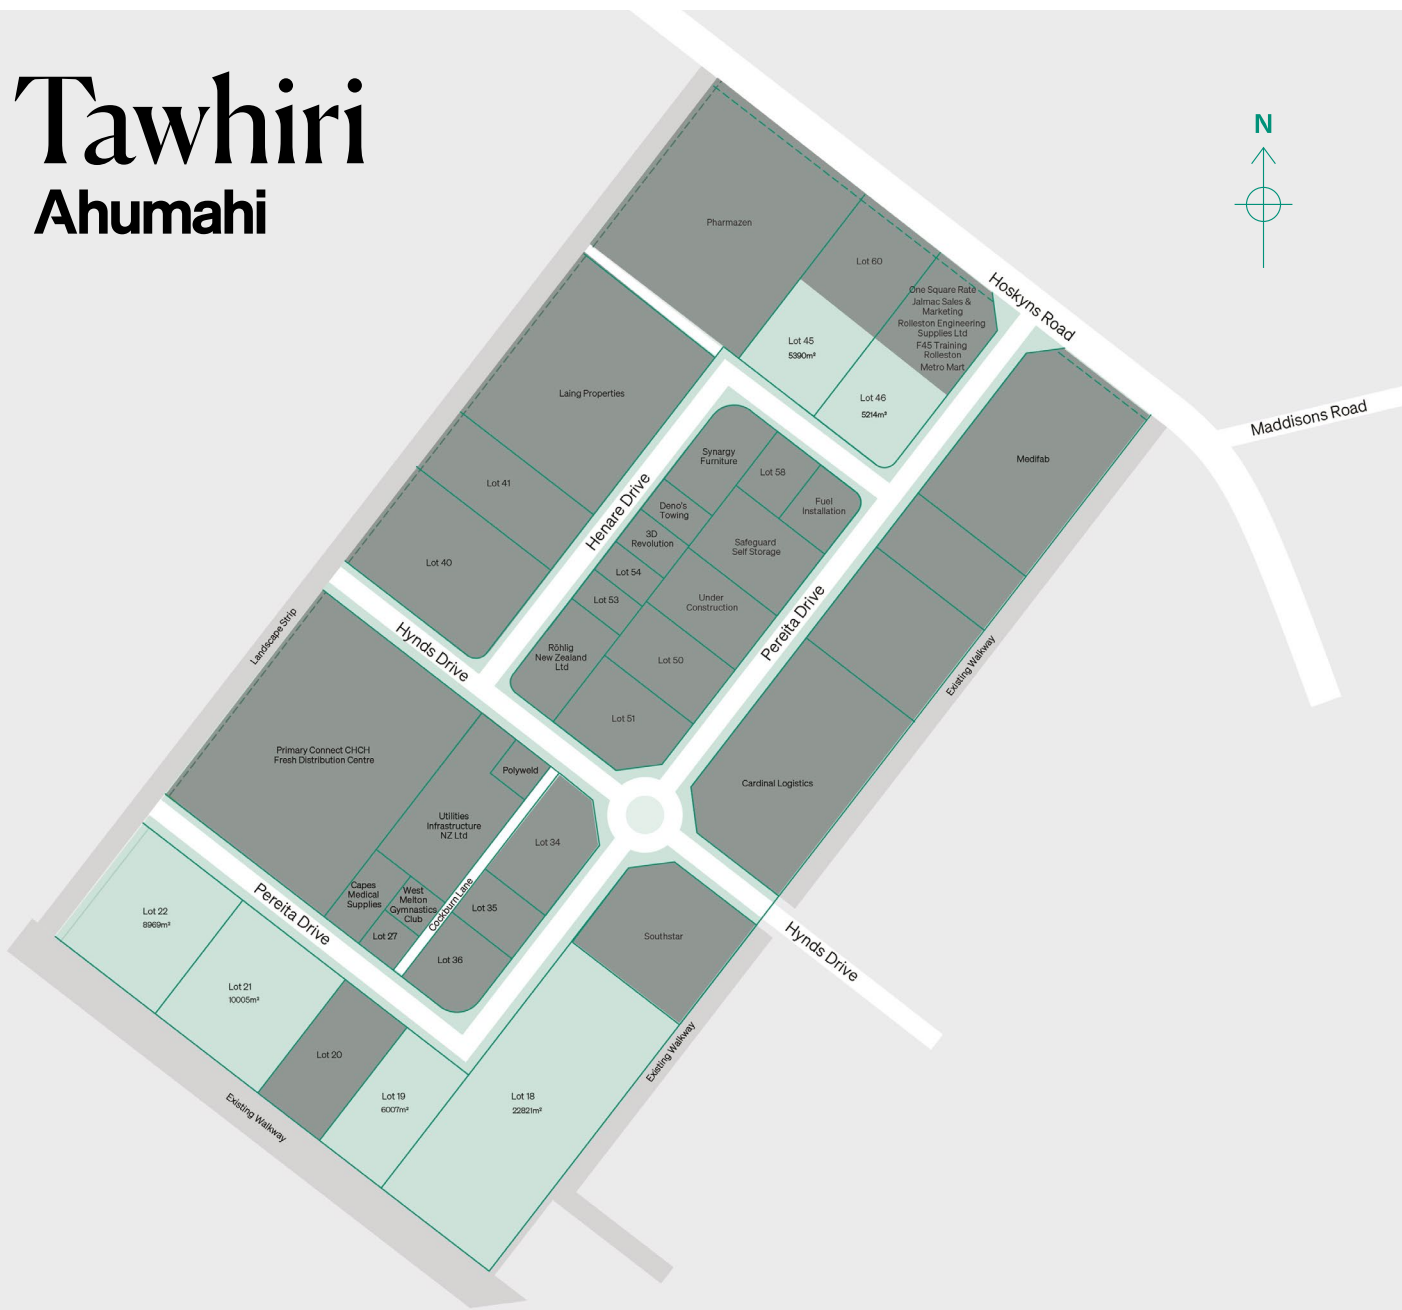 Tawhiri
Ahumahi
N
Hoskyns Road
Maddisons Road
Pharmazen
Lot 60
One Square Rate
Jalmac Sales &
Marketing
Rolleston Engineering
Supplies Ltd
F45 Training
Rolleston
Metro Mart
Lot 45
5390m²
Lot 46
5214m²
Laing Properties
Lot 41
Lot 40
Henare Drive
Synargy
Furniture
Lot 58
Fuel
Installation
Deno's
Towing
3D
Revolution
Safeguard
Self Storage
Lot 54
Lot 53
Under
Construction
Röhlig
New Zealand
Ltd
Lot 50
Lot 51
Pereita Drive
Medifab
Existing Walkway
Cardinal Logistics
Landscape Strip
Hynds Drive
Primary Connect CHCH
Fresh Distribution Centre
Polyweld
Utilities
Infrastructure
NZ Ltd
Lot 34
Capes
Medical
Supplies
West
Melton
Gymnastics
Club
Cockburn Lane
Lot 35
Lot 27
Lot 36
Pereita Drive
Southstar
Hynds Drive
Existing Walkway
Lot 22
8969m²
Lot 21
10005m²
Lot 20
Lot 19
6007m²
Lot 18
22821m²
Existing Walkway